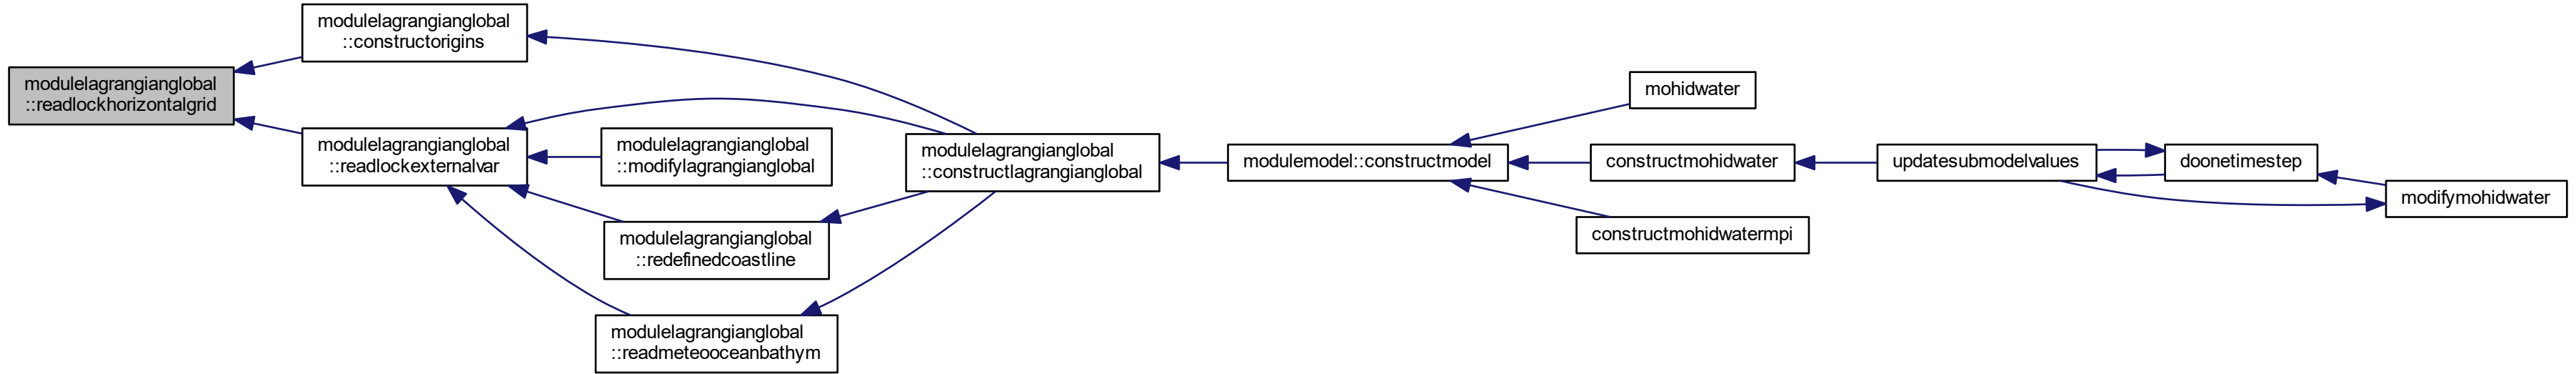 modulelagrangianglobal
::readlockhorizontalgrid
modulelagrangianglobal
::constructorigins
modulelagrangianglobal
::readlockexternalvar
modulelagrangianglobal
::modifylagrangianglobal
modulelagrangianglobal
::redefinedcoastline
modulelagrangianglobal
::readmeteooceanbathym
modulelagrangianglobal
::constructlagrangianglobal
modulemodel::constructmodel
mohidwater
constructmohidwater
constructmohidwatermpi
updatesubmodelvalues
doonetimestep
modifymohidwater